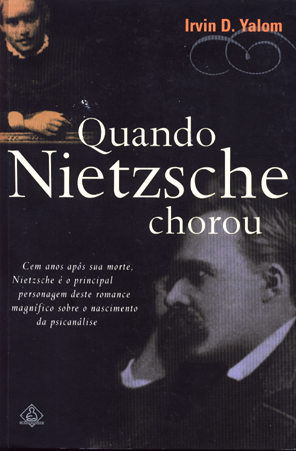 Irvin D. Yalom
Quando
Nietzsche
chorou
Cem anos após sua morte,
Nietzsche é o principal
personagem deste romance
magnífico sobre o nascimento
da psicanálise